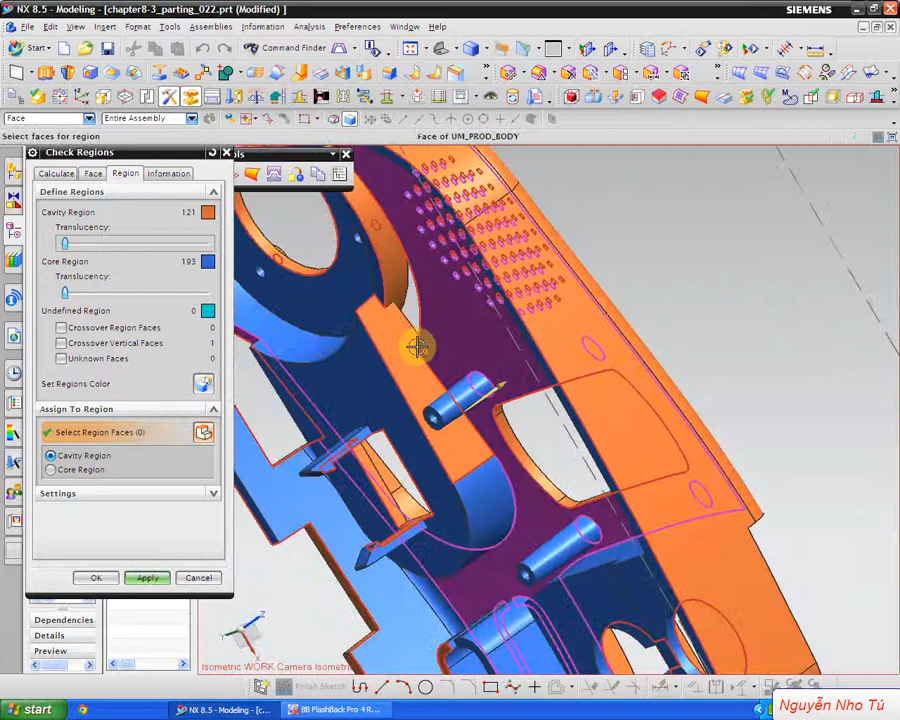 NX 8.5 - Modeling - [chapter8-3_parting_022.prt (Modified) ]
SIEMENS
File Edit View Insert Format Tools Assemblies Information Analysis Preferences Window Help
Start
Command Finder
Face
Entire Assembly
Select faces for region
Face of UM_PROD_BODY
Check Regions
ols
Calculate Face Region Information
Define Regions
Cavity Region 121
Translucency:
Core Region 193
Translucency:
Undefined Region 0
Crossover Region Faces 0
Crossover Vertical Faces 1
Unknown Faces 0
Set Regions Color
Assign To Region
Select Region Faces (0)
Cavity Region
Core Region
Settings
OK Apply Cancel
Dependencies
Details
Preview
Z
Y
Isometric WORK Camera Isometri
Finish Sketch
start
NX 8.5 - Modeling - [c...
BB FlashBack Pro 4 R...
Nguyễn Nho Tú